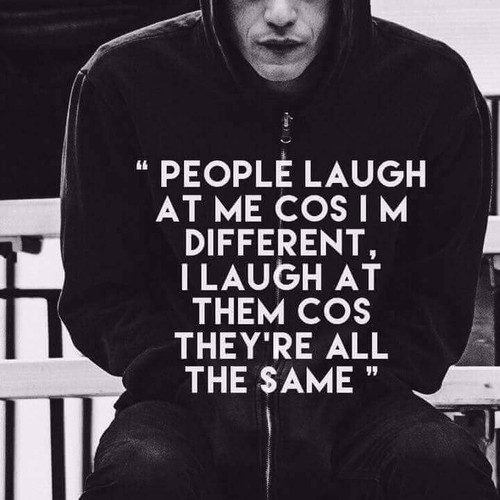 “ PEOPLE LAUGH
AT ME COS I M
DIFFERENT,
I LAUGH AT
THEM COS
THEY'RE ALL
THE SAME ”